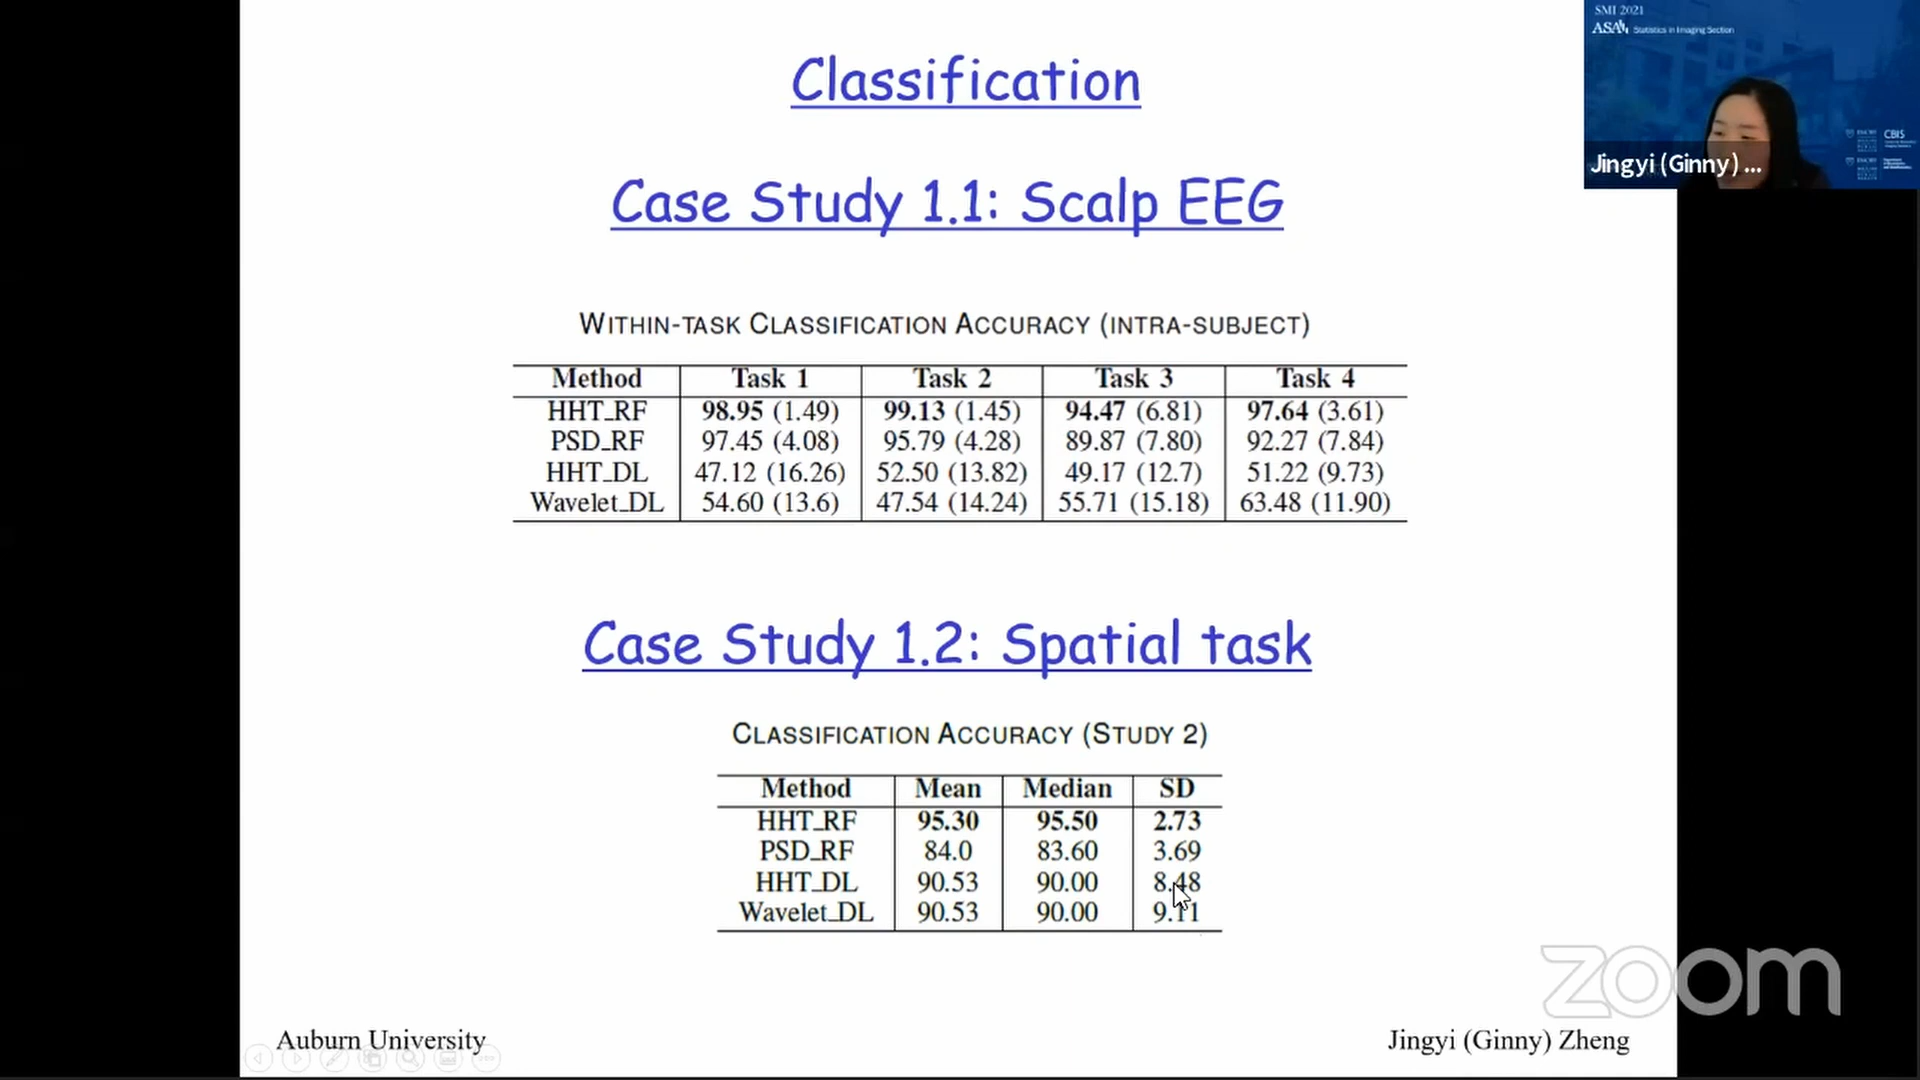 Classification
Case Study 1.1: Scalp EEG
WITHIN-TASK CLASSIFICATION ACCURACY (INTRA-SUBJECT)
Method Task 1 Task 2 Task 3 Task 4
HHT_RF 98.95 (1.49) 99.13 (1.45) 94.47 (6.81) 97.64 (3.61)
PSD_RF 97.45 (4.08) 95.79 (4.28) 89.87 (7.80) 92.27 (7.84)
HHT_DL 47.12 (16.26) 52.50 (13.82) 49.17 (12.7) 51.22 (9.73)
Wavelet_DL 54.60 (13.6) 47.54 (14.24) 55.71 (15.18) 63.48 (11.90)
Case Study 1.2: Spatial task
CLASSIFICATION ACCURACY (STUDY 2)
Method Mean Median SD
HHT_RF 95.30 95.50 2.73
PSD_RF 84.0 83.60 3.69
HHT_DL 90.53 90.00 8.48
Wavelet_DL 90.53 90.00 9.11
Auburn University
Jingyi (Ginny) Zheng
SMI 2021
ASA Statistics in Imaging Section
CBIS
Jingyi (Ginny) ...
zoom